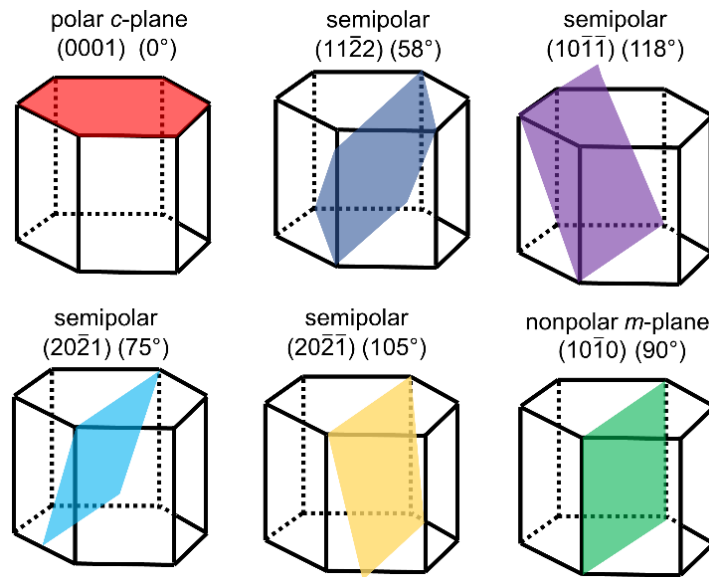 polar c-plane
(0001) (0°)
semipolar
(112̄2) (58°)
semipolar
(101̄1̄) (118°)
semipolar
(202̄1) (75°)
semipolar
(202̄1̄) (105°)
nonpolar m-plane
(101̄0) (90°)